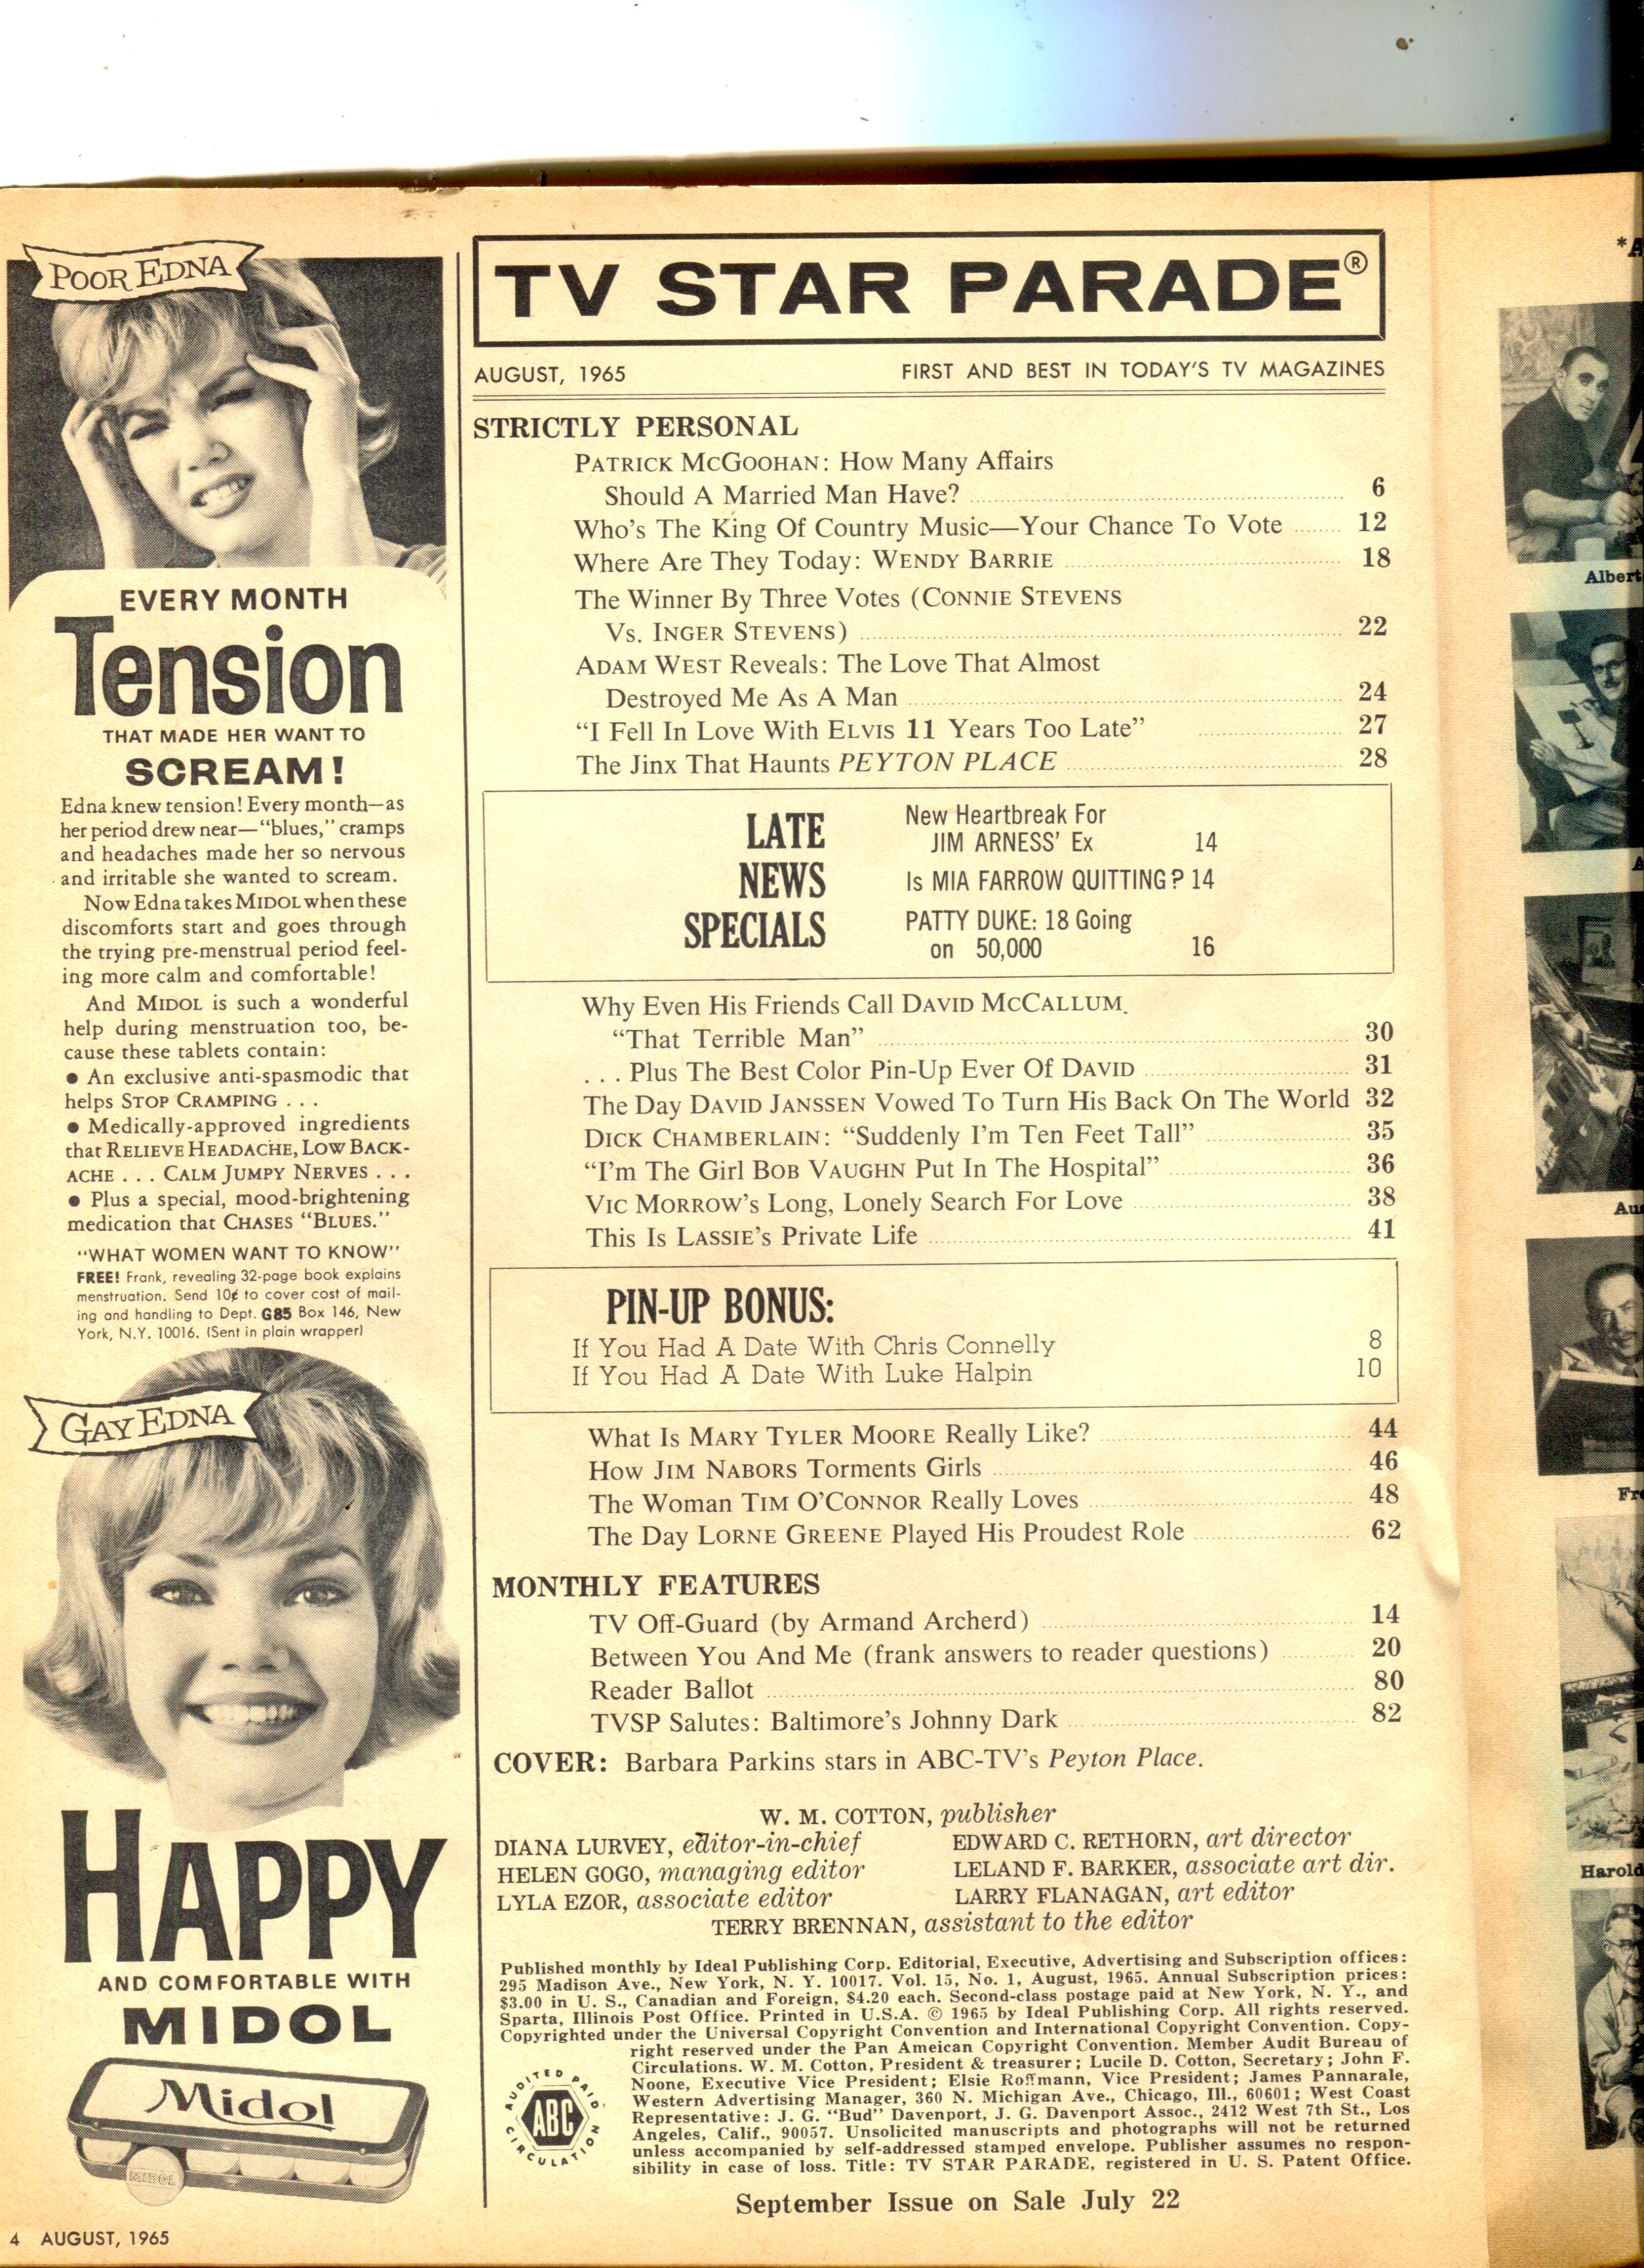 POOR EDNA
EVERY MONTH
Tension
THAT MADE HER WANT TO
SCREAM!
Edna knew tension! Every month—as
her period drew near—"blues," cramps
and headaches made her so nervous
and irritable she wanted to scream.
Now Edna takes MIDOL when these
discomforts start and goes through
the trying pre-menstrual period feel-
ing more calm and comfortable!
And MIDOL is such a wonderful
help during menstruation too, be-
cause these tablets contain:
● An exclusive anti-spasmodic that
helps STOP CRAMPING . . .
● Medically-approved ingredients
that RELIEVE HEADACHE, LOW BACK-
ACHE . . . CALM JUMPY NERVES . . .
● Plus a special, mood-brightening
medication that CHASES "BLUES."
"WHAT WOMEN WANT TO KNOW"
FREE! Frank, revealing 32-page book explains
menstruation. Send 10¢ to cover cost of mail-
ing and handling to Dept. G85 Box 146, New
York, N.Y. 10016. (Sent in plain wrapper)
GAY EDNA
HAPPY
AND COMFORTABLE WITH
MIDOL
Midol
MIDOL
4 AUGUST, 1965
TV STAR PARADE®
AUGUST, 1965 FIRST AND BEST IN TODAY'S TV MAGAZINES
STRICTLY PERSONAL
PATRICK MCGOOHAN: How Many Affairs
Should A Married Man Have? 6
Who's The King Of Country Music—Your Chance To Vote 12
Where Are They Today: WENDY BARRIE 18
The Winner By Three Votes (CONNIE STEVENS
Vs. INGER STEVENS) 22
ADAM WEST Reveals: The Love That Almost
Destroyed Me As A Man 24
"I Fell In Love With ELVIS 11 Years Too Late" 27
The Jinx That Haunts PEYTON PLACE 28
LATE
NEWS
SPECIALS
New Heartbreak For
JIM ARNESS' Ex 14
Is MIA FARROW QUITTING? 14
PATTY DUKE: 18 Going
on 50,000 16
Why Even His Friends Call DAVID MCCALLUM.
"That Terrible Man" 30
. . . Plus The Best Color Pin-Up Ever Of DAVID 31
The Day DAVID JANSSEN Vowed To Turn His Back On The World 32
DICK CHAMBERLAIN: "Suddenly I'm Ten Feet Tall" 35
"I'm The Girl BOB VAUGHN Put In The Hospital" 36
VIC MORROW's Long, Lonely Search For Love 38
This Is LASSIE's Private Life 41
PIN-UP BONUS:
If You Had A Date With Chris Connelly 8
If You Had A Date With Luke Halpin 10
What Is MARY TYLER MOORE Really Like? 44
How JIM NABORS Torments Girls 46
The Woman TIM O'CONNOR Really Loves 48
The Day LORNE GREENE Played His Proudest Role 62
MONTHLY FEATURES
TV Off-Guard (by Armand Archerd) 14
Between You And Me (frank answers to reader questions) 20
Reader Ballot 80
TVSP Salutes: Baltimore's Johnny Dark 82
COVER: Barbara Parkins stars in ABC-TV's Peyton Place.
W. M. COTTON, publisher
DIANA LURVEY, editor-in-chief EDWARD C. RETHORN, art director
HELEN GOGO, managing editor LELAND F. BARKER, associate art dir.
LYLA EZOR, associate editor LARRY FLANAGAN, art editor
TERRY BRENNAN, assistant to the editor
Published monthly by Ideal Publishing Corp. Editorial, Executive, Advertising and Subscription offices:
295 Madison Ave., New York, N. Y. 10017. Vol. 15, No. 1, August, 1965. Annual Subscription prices:
$3.00 in U. S., Canadian and Foreign, $4.20 each. Second-class postage paid at New York, N. Y., and
Sparta, Illinois Post Office. Printed in U.S.A. © 1965 by Ideal Publishing Corp. All rights reserved.
Copyrighted under the Universal Copyright Convention and International Copyright Convention. Copy-
right reserved under the Pan Ameican Copyright Convention. Member Audit Bureau of
Circulations. W. M. Cotton, President & treasurer; Lucile D. Cotton, Secretary; John F.
Noone, Executive Vice President; Elsie Roffmann, Vice President; James Pannarale,
Western Advertising Manager, 360 N. Michigan Ave., Chicago, Ill., 60601; West Coast
Representative: J. G. "Bud" Davenport, J. G. Davenport Assoc., 2412 West 7th St., Los
Angeles, Calif., 90057. Unsolicited manuscripts and photographs will not be returned
unless accompanied by self-addressed stamped envelope. Publisher assumes no respon-
sibility in case of loss. Title: TV STAR PARADE, registered in U. S. Patent Office.
AUDITED PAID
ABC
CIRCULATION
September Issue on Sale July 22
*A
Albert
A
Au
Fr
Harold